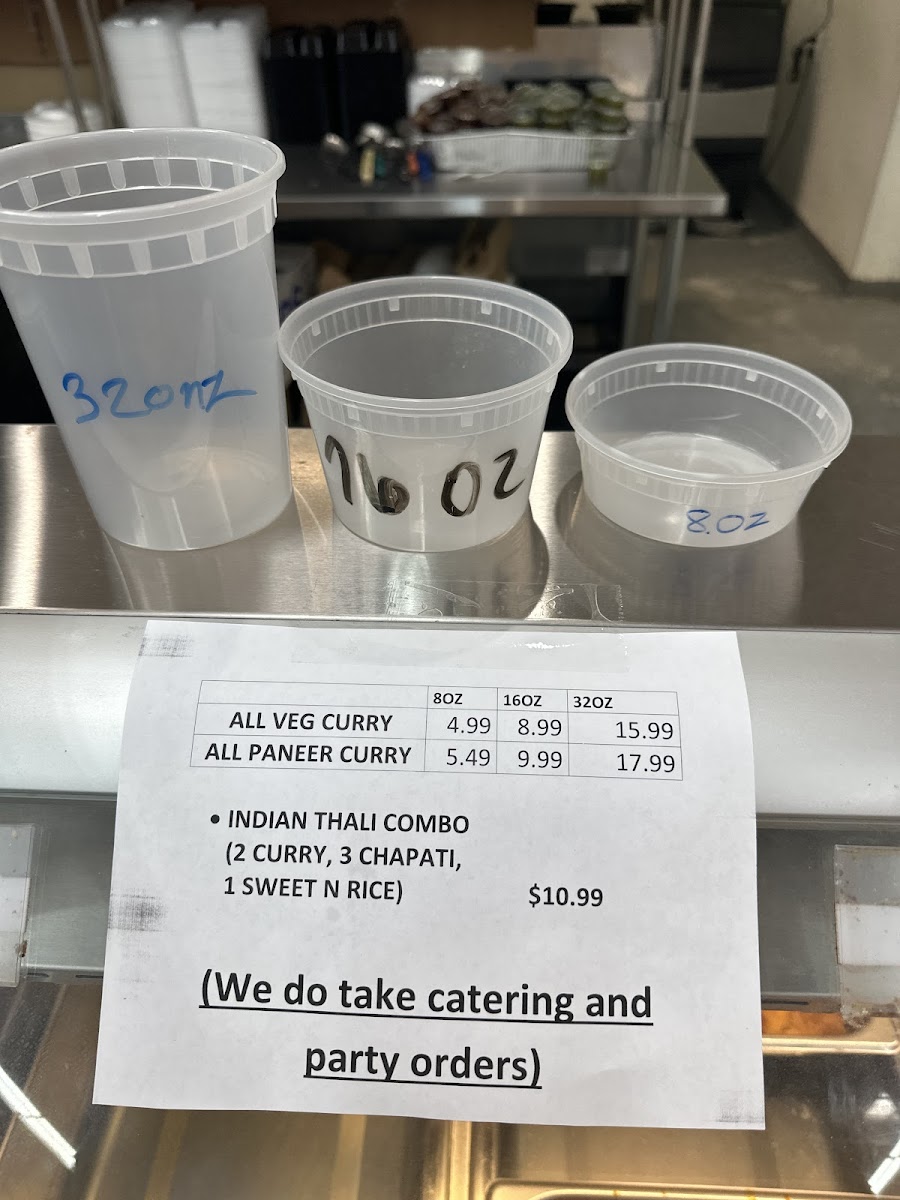 32onz
16 oz
8.oz
8OZ 16OZ 32OZ
ALL VEG CURRY 4.99 8.99 15.99
ALL PANEER CURRY 5.49 9.99 17.99
• INDIAN THALI COMBO
(2 CURRY, 3 CHAPATI,
1 SWEET N RICE) $10.99
(We do take catering and
party orders)